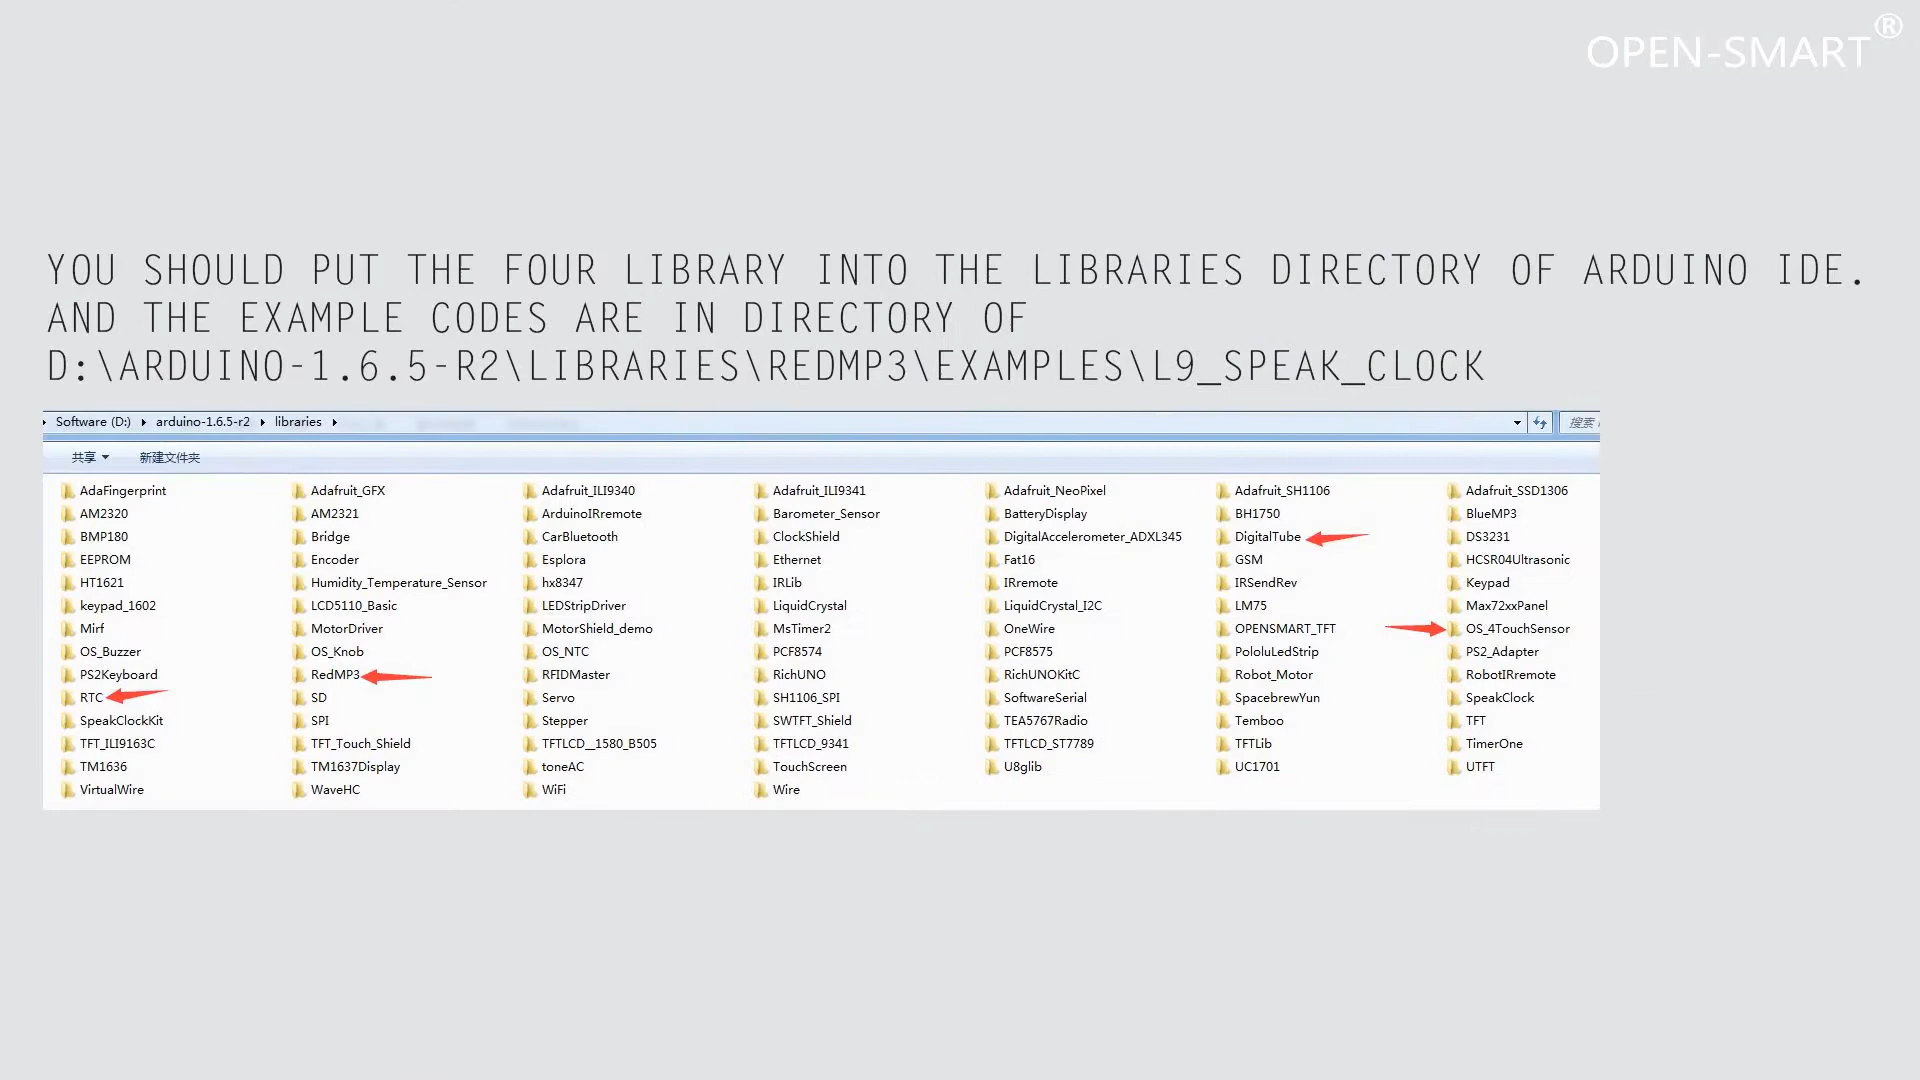 OPEN-SMART®
YOU SHOULD PUT THE FOUR LIBRARY INTO THE LIBRARIES DIRECTORY OF ARDUINO IDE.
AND THE EXAMPLE CODES ARE IN DIRECTORY OF
D:\ARDUINO-1.6.5-R2\LIBRARIES\REDMP3\EXAMPLES\L9_SPEAK_CLOCK
Software (D:) arduino-1.6.5-r2 libraries 搜索
共享 新建文件夹
AdaFingerprint Adafruit_GFX Adafruit_ILI9340 Adafruit_ILI9341 Adafruit_NeoPixel Adafruit_SH1106 Adafruit_SSD1306
AM2320 AM2321 ArduinoIRremote Barometer_Sensor BatteryDisplay BH1750 BlueMP3
BMP180 Bridge CarBluetooth ClockShield DigitalAccelerometer_ADXL345 DigitalTube DS3231
EEPROM Encoder Esplora Ethernet Fat16 GSM HCSR04Ultrasonic
HT1621 Humidity_Temperature_Sensor hx8347 IRLib IRremote IRSendRev Keypad
keypad_1602 LCD5110_Basic LEDStripDriver LiquidCrystal LiquidCrystal_I2C LM75 Max72xxPanel
Mirf MotorDriver MotorShield_demo MsTimer2 OneWire OPENSMART_TFT OS_4TouchSensor
OS_Buzzer OS_Knob OS_NTC PCF8574 PCF8575 PololuLedStrip PS2_Adapter
PS2Keyboard RedMP3 RFIDMaster RichUNO RichUNOKitC Robot_Motor RobotIRremote
RTC SD Servo SH1106_SPI SoftwareSerial SpacebrewYun SpeakClock
SpeakClockKit SPI Stepper SWTFT_Shield TEA5767Radio Temboo TFT
TFT_ILI9163C TFT_Touch_Shield TFTLCD__1580_B505 TFTLCD_9341 TFTLCD_ST7789 TFTLib TimerOne
TM1636 TM1637Display toneAC TouchScreen U8glib UC1701 UTFT
VirtualWire WaveHC WiFi Wire